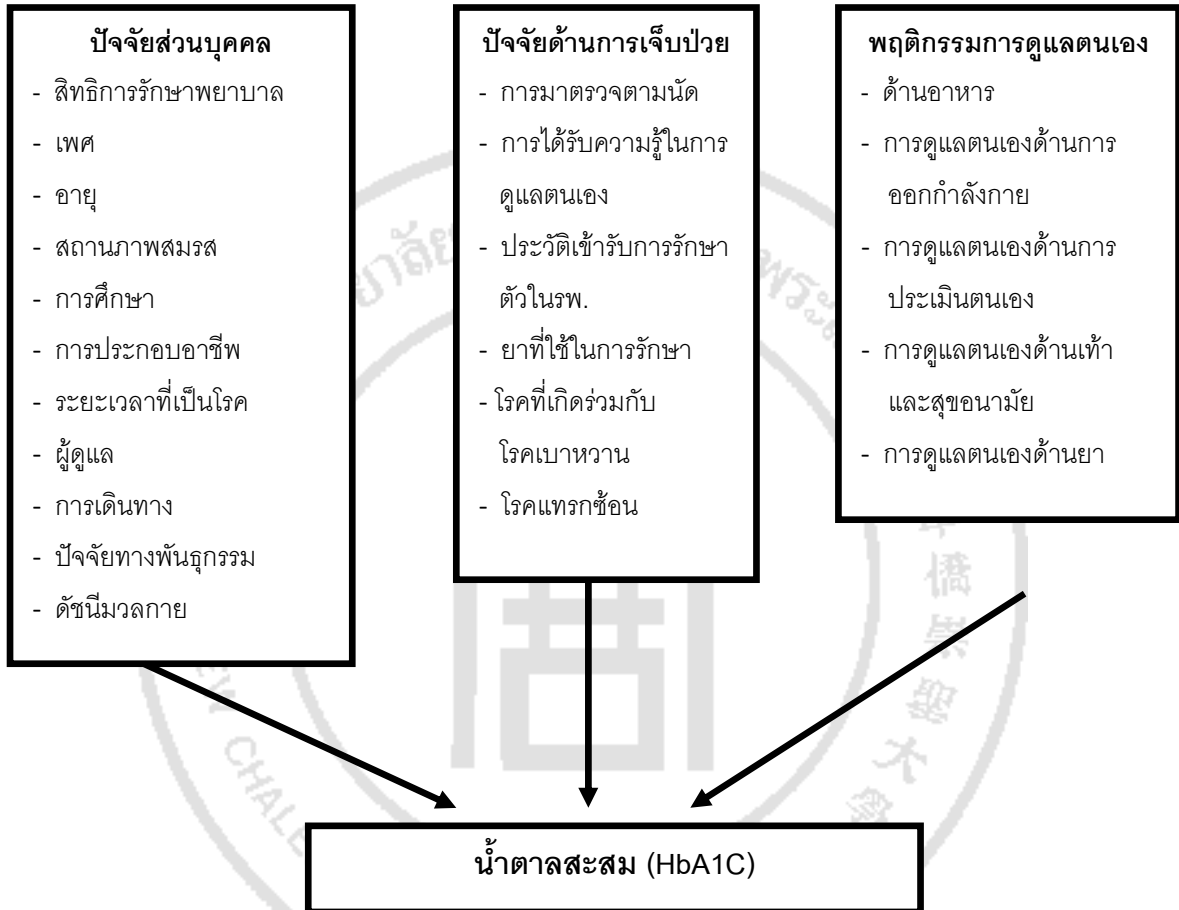 ปัจจัยส่วนบุคคล
- สิทธิการรักษาพยาบาล
- เพศ
- อายุ
- สถานภาพสมรส
- การศึกษา
- การประกอบอาชีพ
- ระยะเวลาที่เป็นโรค
- ผู้ดูแล
- การเดินทาง
- ปัจจัยทางพันธุกรรม
- ดัชนีมวลกาย
ปัจจัยด้านการเจ็บป่วย
- การมาตรวจตามนัด
- การได้รับความรู้ในการ
ดูแลตนเอง
- ประวัติเข้ารับการรักษา
ตัวในรพ.
- ยาที่ใช้ในการรักษา
- โรคที่เกิดร่วมกับ
โรคเบาหวาน
- โรคแทรกซ้อน
พฤติกรรมการดูแลตนเอง
- ด้านอาหาร
- การดูแลตนเองด้านการ
ออกกำลังกาย
- การดูแลตนเองด้านการ
ประเมินตนเอง
- การดูแลตนเองด้านเท้า
และสุขอนามัย
- การดูแลตนเองด้านยา
น้ำตาลสะสม (HbA1C)
僑
崇
聖
大
學